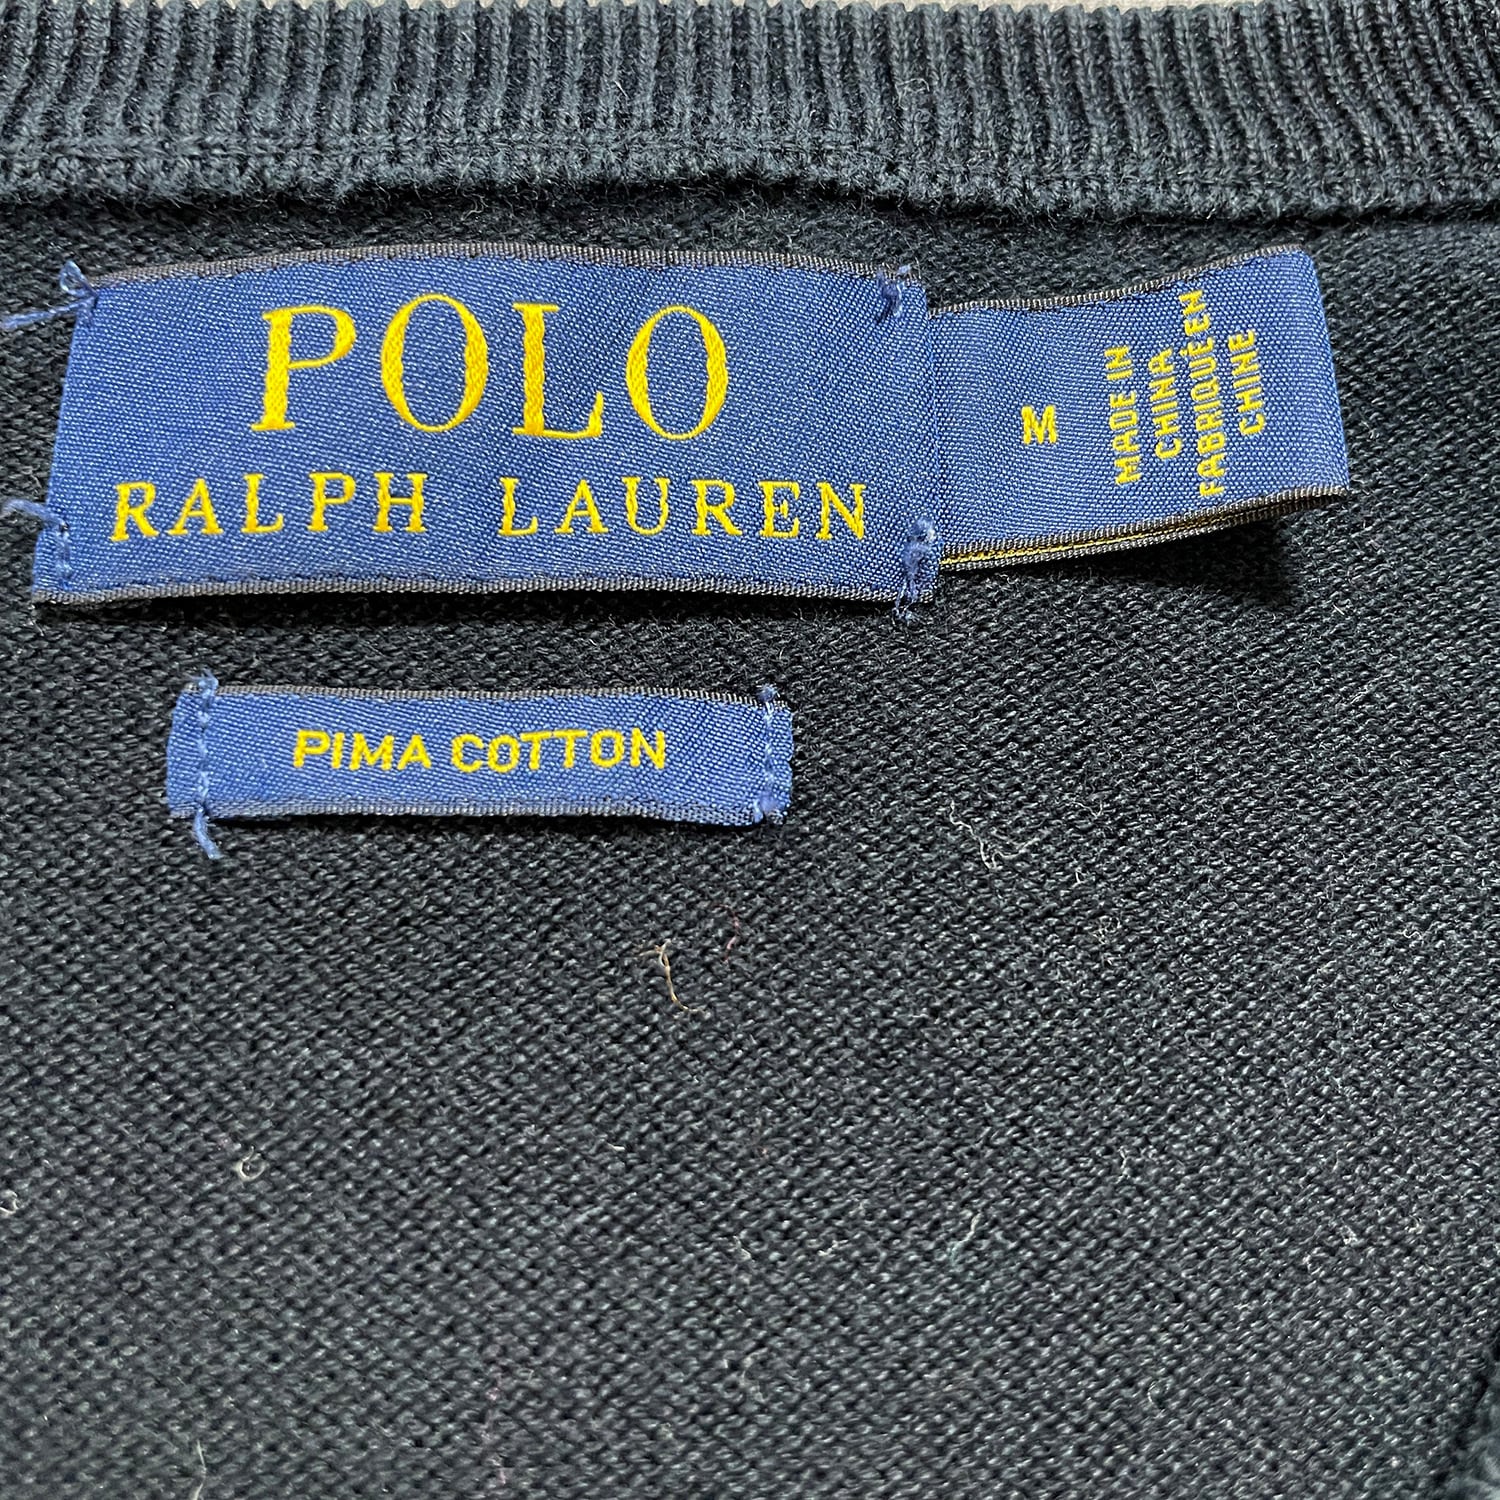 POLO
RALPH LAUREN
M
MADE IN
CHINA
FABRIQUÉ EN
CHINE
PIMA COTTON